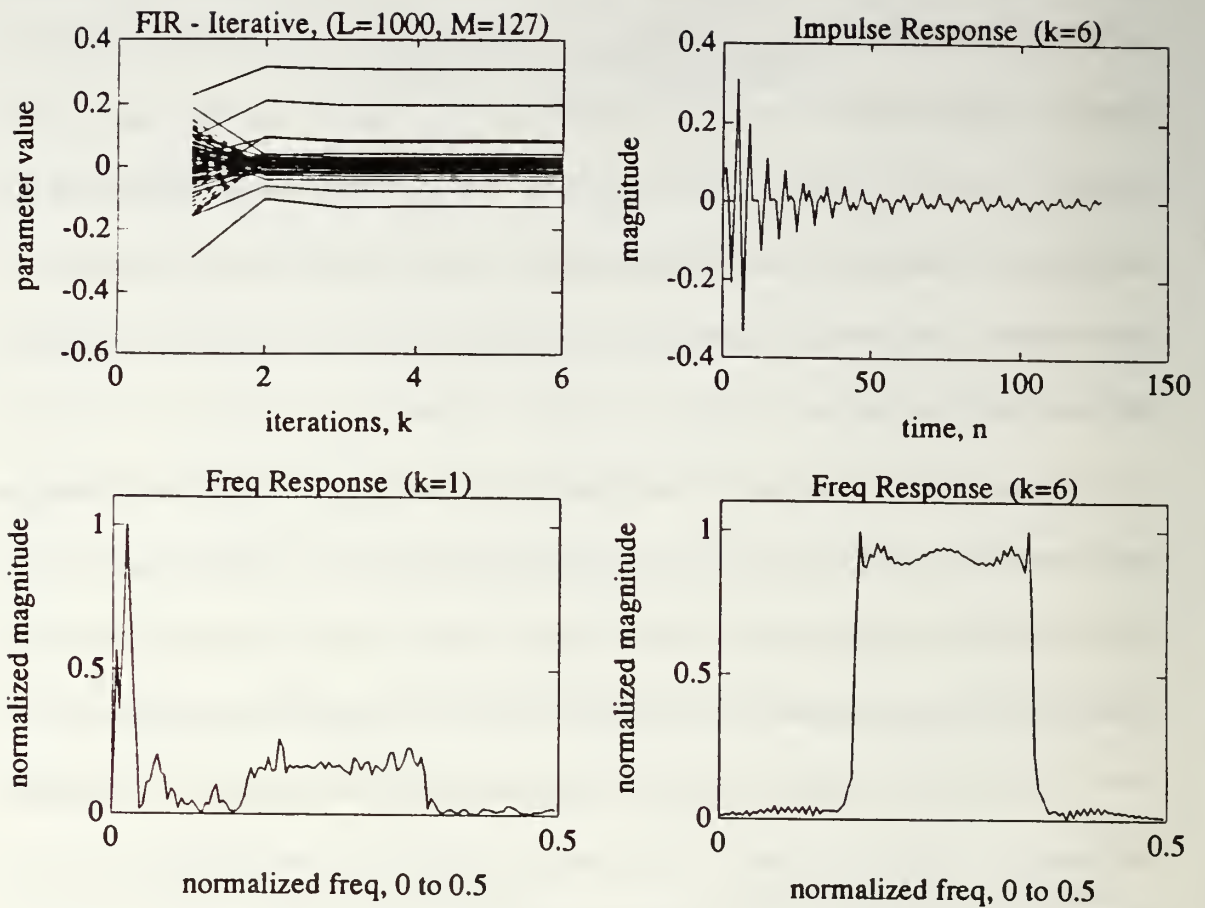 FIR - Iterative, (L=1000, M=127)
parameter value
0.4
0.2
0
-0.2
-0.4
-0.6
0
2
4
6
iterations, k
Impulse Response (k=6)
magnitude
0.4
0.2
0
-0.2
-0.4
0
50
100
150
time, n
Freq Response (k=1)
normalized magnitude
1
0.5
0
0
0.5
normalized freq, 0 to 0.5
Freq Response (k=6)
normalized magnitude
1
0.5
0
0
0.5
normalized freq, 0 to 0.5